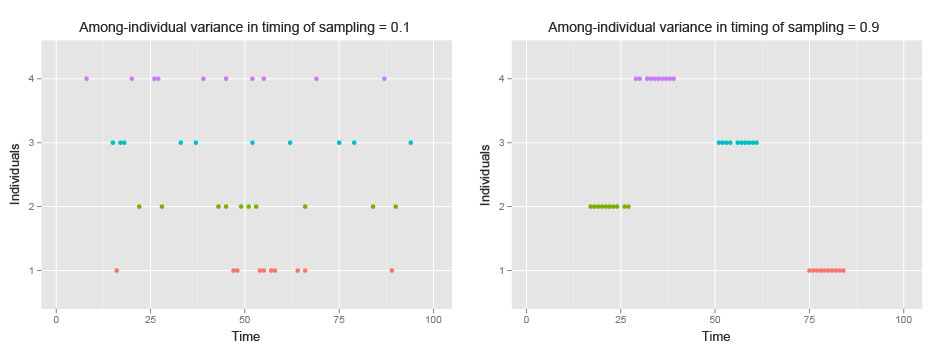 Among-individual variance in timing of sampling = 0.1
4
3
2
1
Individuals
0 25 50 75 100
Time
Among-individual variance in timing of sampling = 0.9
4
3
2
1
Individuals
0 25 50 75 100
Time